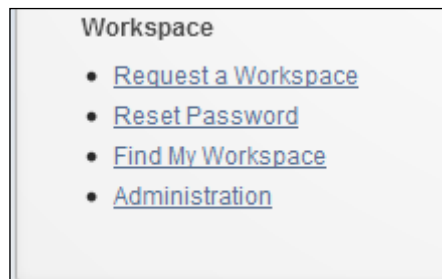 Workspace
Request a Workspace
Reset Password
Find My Workspace
Administration